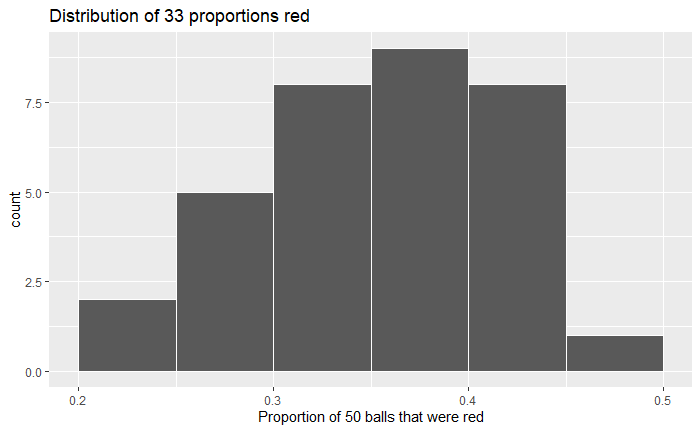 Distribution of 33 proportions red
7.5
5.0
2.5
0.0
count
0.2 0.3 0.4 0.5
Proportion of 50 balls that were red